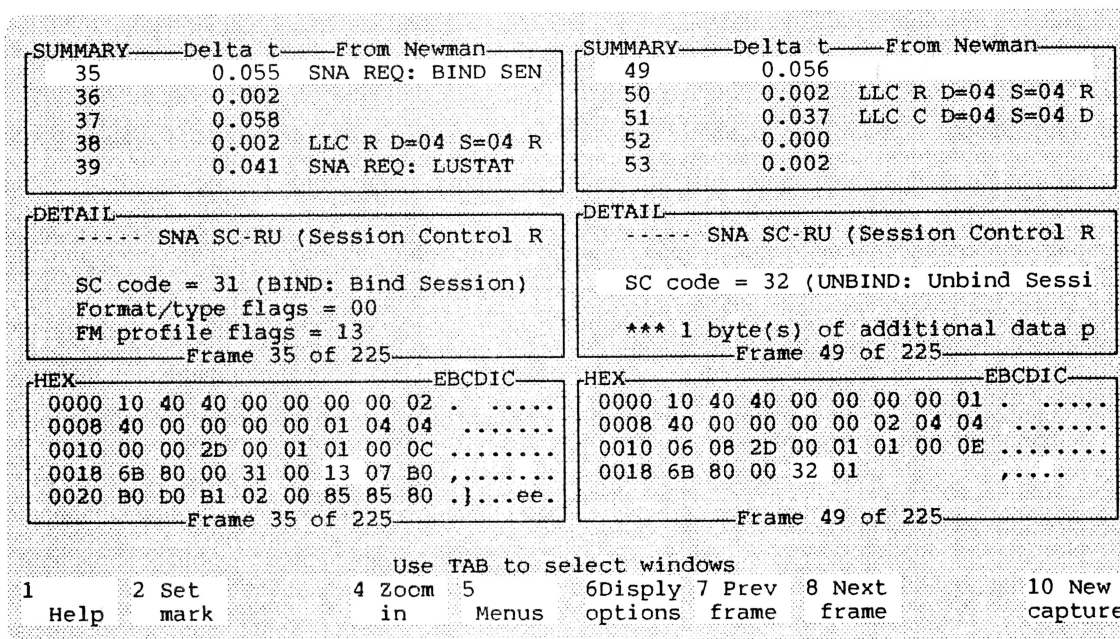 SUMMARY Delta t From Newman
35 0.055 SNA REQ: BIND SEN
36 0.002
37 0.058
38 0.002 LLC R D=04 S=04 R
39 0.041 SNA REQ: LUSTAT
DETAIL
----- SNA SC-RU (Session Control R
SC code = 31 (BIND: Bind Session)
Format/type flags = 00
FM profile flags = 13
Frame 35 of 225
HEX EBCDIC
0000 10 40 40 00 00 00 00 02 . .....
0008 40 00 00 00 00 01 04 04 .......
0010 00 00 2D 00 01 01 00 0C ........
0018 6B 80 00 31 00 13 07 B0 ,.......
0020 B0 D0 B1 02 00 85 85 80 .}...ee.
Frame 35 of 225
SUMMARY Delta t From Newman
49 0.056
50 0.002 LLC R D=04 S=04 R
51 0.037 LLC C D=04 S=04 D
52 0.000
53 0.002
DETAIL
----- SNA SC-RU (Session Control R
SC code = 32 (UNBIND: Unbind Sessi
*** 1 byte(s) of additional data p
Frame 49 of 225
HEX EBCDIC
0000 10 40 40 00 00 00 00 01 . .....
0008 40 00 00 00 00 02 04 04 .......
0010 06 08 2D 00 01 01 00 0E ........
0018 6B 80 00 32 01 ,....
Frame 49 of 225
Use TAB to select windows
1 2 Set 4 Zoom 5 6Disply 7 Prev 8 Next 10 New
Help mark in Menus options frame frame capture